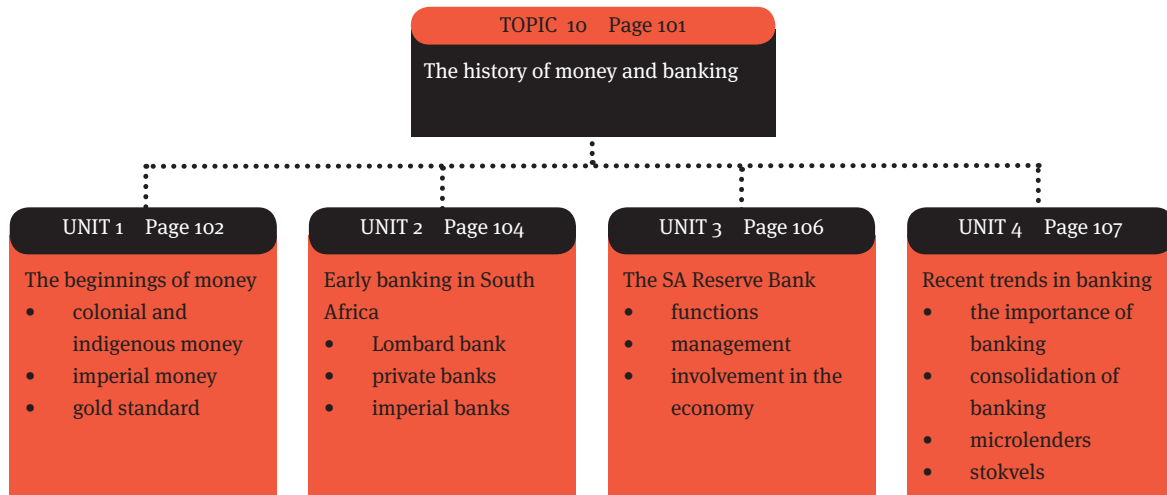 TOPIC 10 Page 101
The history of money and banking
UNIT 1 Page 102
The beginnings of money
• colonial and
indigenous money
• imperial money
• gold standard
UNIT 2 Page 104
Early banking in South
Africa
• Lombard bank
• private banks
• imperial banks
UNIT 3 Page 106
The SA Reserve Bank
• functions
• management
• involvement in the
economy
UNIT 4 Page 107
Recent trends in banking
• the importance of
banking
• consolidation of
banking
• microlenders
• stokvels